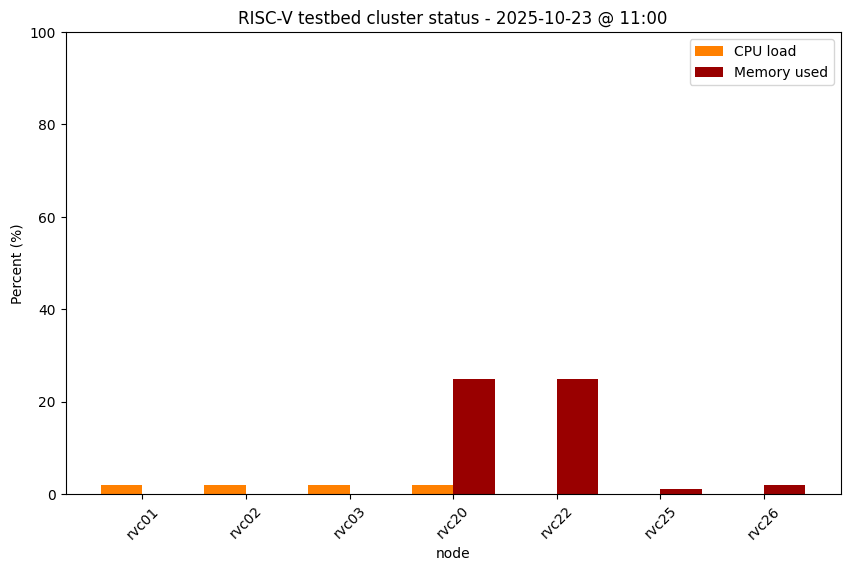 RISC-V testbed cluster status - 2025-10-23 @ 11:00
CPU load
Memory used
Percent (%)
100
80
60
40
20
0
rvc01
rvc02
rvc03
rvc20
rvc22
rvc25
rvc26
node